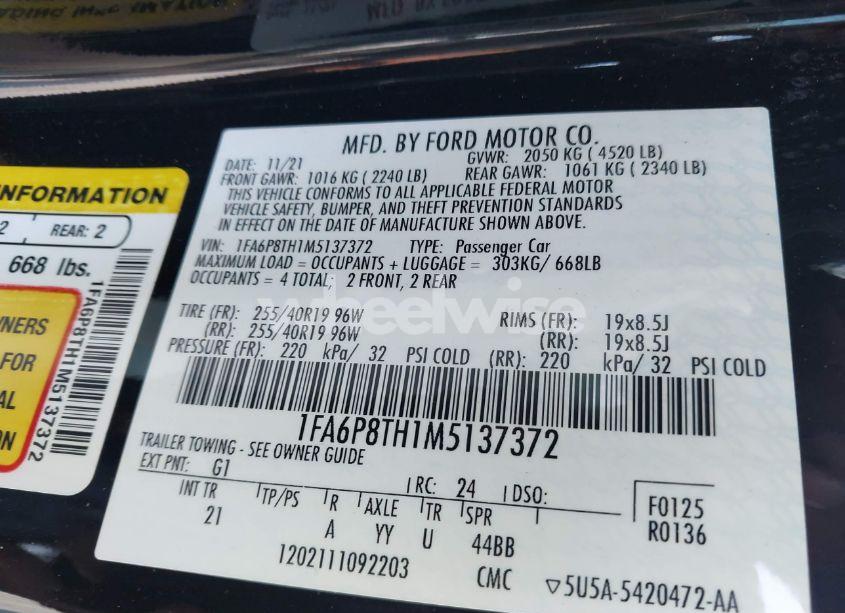 MFD. BY FORD MOTOR CO.
DATE: 11/21 GVWR: 2050 KG ( 4520 LB)
FRONT GAWR: 1016 KG ( 2240 LB) REAR GAWR: 1061 KG ( 2340 LB)
THIS VEHICLE CONFORMS TO ALL APPLICABLE FEDERAL MOTOR
VEHICLE SAFETY, BUMPER, AND THEFT PREVENTION STANDARDS
IN EFFECT ON THE DATE OF MANUFACTURE SHOWN ABOVE.
VIN: 1FA6P8TH1M5137372 TYPE: Passenger Car
MAXIMUM LOAD = OCCUPANTS + LUGGAGE = 303KG/ 668LB
OCCUPANTS = 4 TOTAL; 2 FRONT, 2 REAR
TIRE (FR): 255/40R19 96W RIMS (FR): 19x8.5J
(RR): 255/40R19 96W (RR): 19x8.5J
PRESSURE (FR): 220 kPa/ 32 PSI COLD (RR): 220 kPa/ 32 PSI COLD
1FA6P8TH1M5137372
TRAILER TOWING - SEE OWNER GUIDE
EXT PNT: G1 RC: 24 DSO:
INT TR TP/PS R AXLE TR SPR
21 A YY U 44BB
F0125
R0136
1202111092203 CMC 5U5A-5420472-AA
INFORMATION
2 REAR: 2
668 lbs.
FOR
1FA6P8TH1M5137372
wheelwise